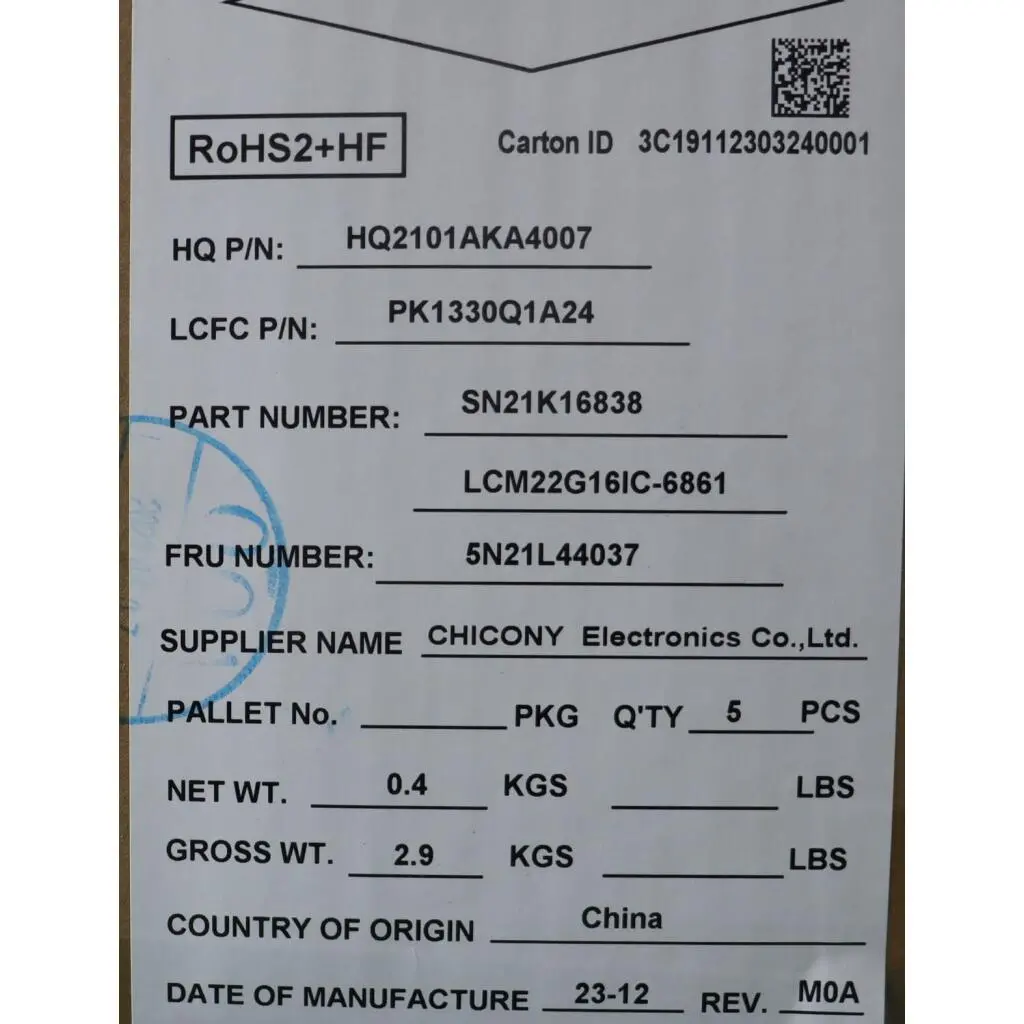 RoHS2+HF
Carton ID 3C19112303240001
HQ P/N: HQ2101AKA4007
LCFC P/N: PK1330Q1A24
PART NUMBER: SN21K16838
LCM22G16IC-6861
FRU NUMBER: 5N21L44037
SUPPLIER NAME CHICONY Electronics Co.,Ltd.
PALLET No. PKG Q'TY 5 PCS
NET WT. 0.4 KGS LBS
GROSS WT. 2.9 KGS LBS
COUNTRY OF ORIGIN China
DATE OF MANUFACTURE 23-12 REV. M0A